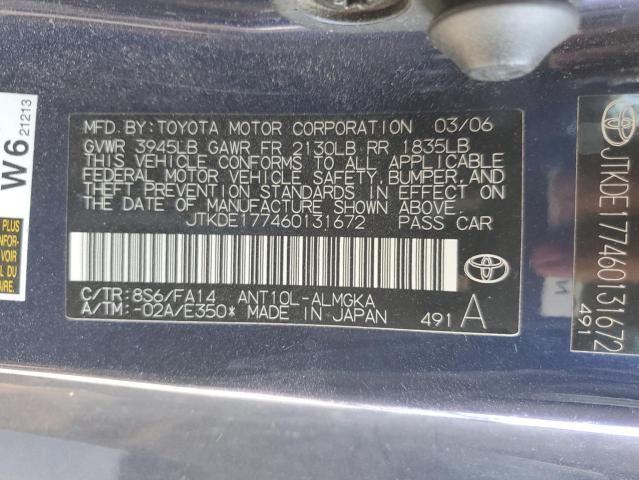 MFD. BY: TOYOTA MOTOR CORPORATION 03/06
GVWR 3945LB GAWR FR 2130LB RR 1835LB
THIS VEHICLE CONFORMS TO ALL APPLICABLE
FEDERAL MOTOR VEHICLE SAFETY, BUMPER, AND
THEFT PREVENTION STANDARDS IN EFFECT ON
THE DATE OF MANUFACTURE SHOWN ABOVE.
JTKDE177460131672 PASS CAR
C/TR: 8S6/FA14 ANT10L-ALMGKA
A/TM: -02A/E350* MADE IN JAPAN 491 A
W6
21213
JTKDE177460131672
491